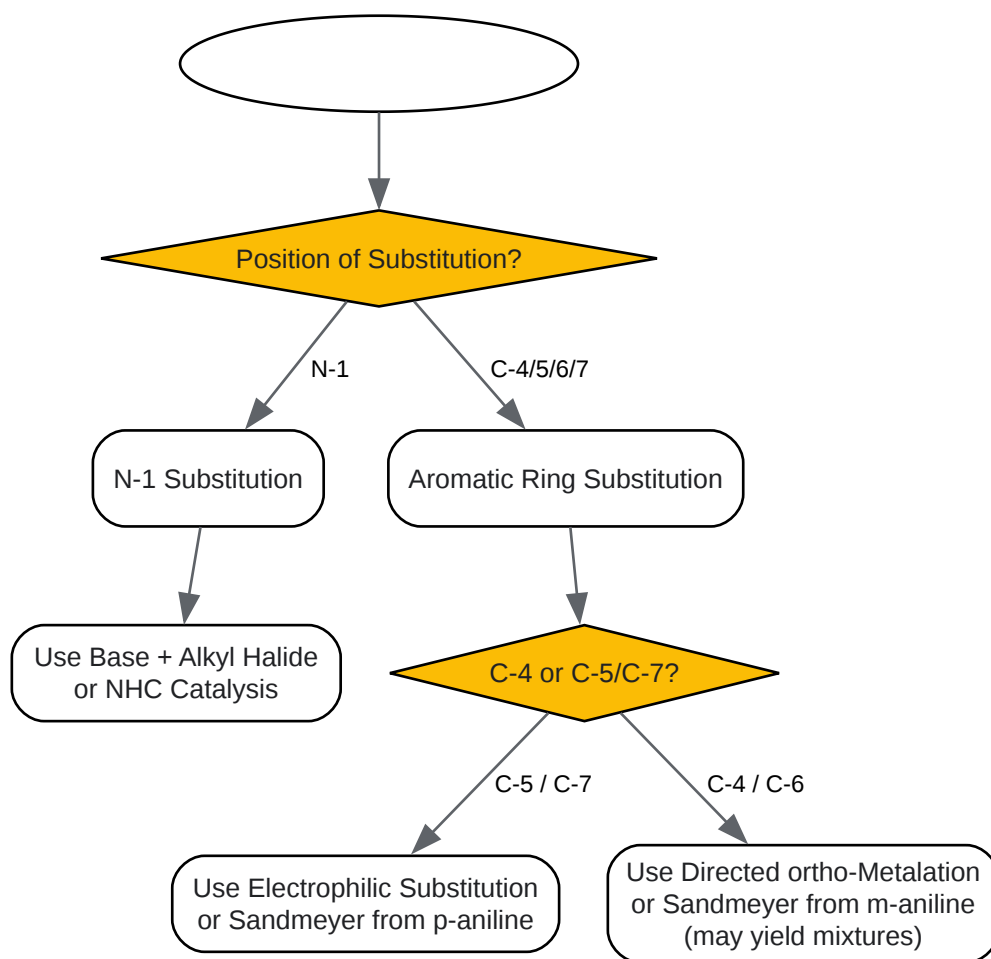 Position of Substitution?
N-1
C-4/5/6/7
N-1 Substitution
Aromatic Ring Substitution
Use Base + Alkyl Halide
or NHC Catalysis
C-4 or C-5/C-7?
C-5 / C-7
C-4 / C-6
Use Electrophilic Substitution
or Sandmeyer from p-aniline
Use Directed ortho-Metalation
or Sandmeyer from m-aniline
(may yield mixtures)